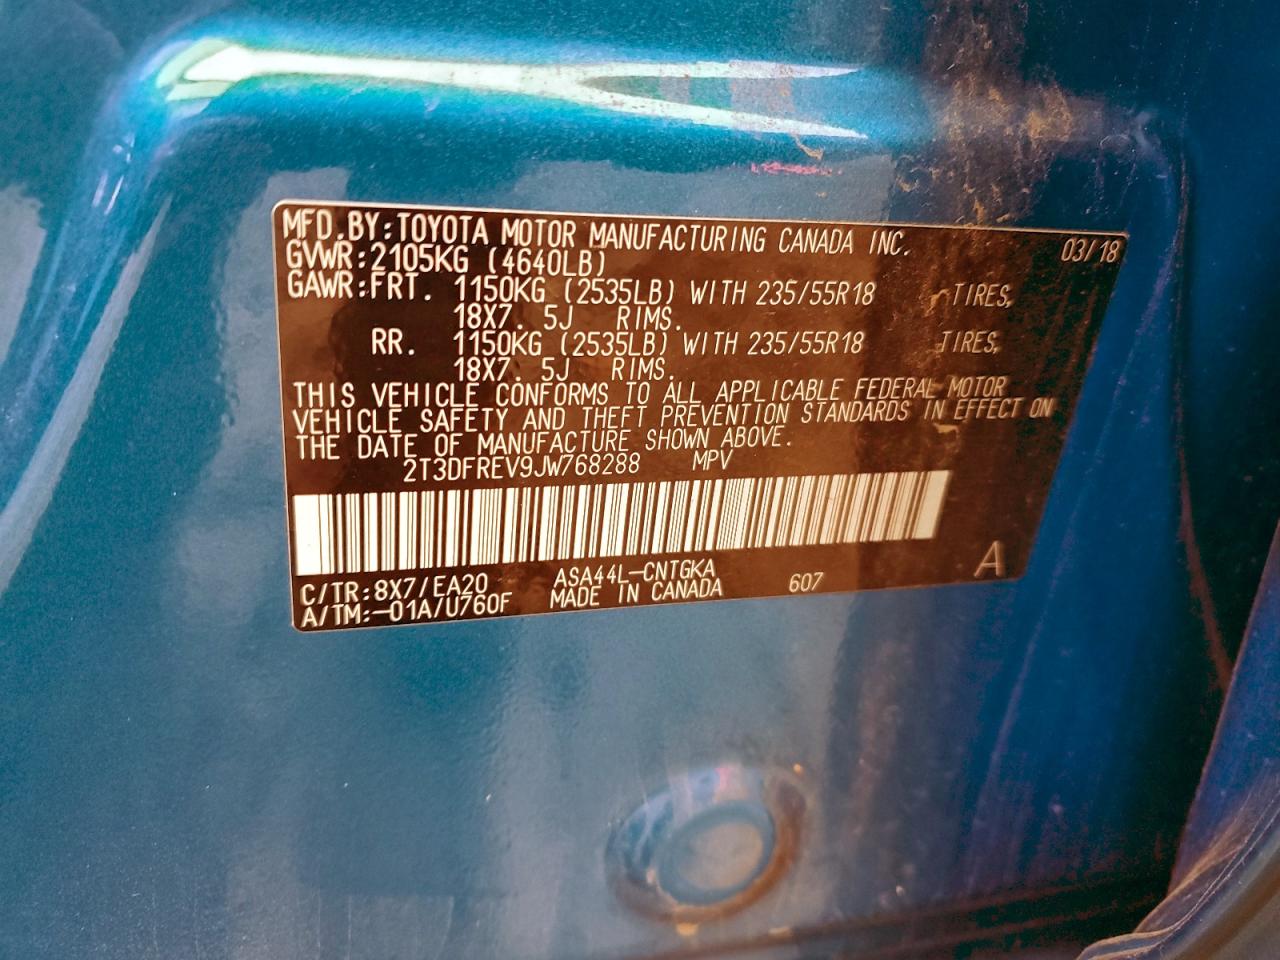 MFD.BY:TOYOTA MOTOR MANUFACTURING CANADA INC. 03/18
GVWR:2105KG (4640LB)
GAWR:FRT. 1150KG (2535LB) WITH 235/55R18 TIRES,
18X7. 5J RIMS.
RR. 1150KG (2535LB) WITH 235/55R18 TIRES,
18X7. 5J RIMS.
THIS VEHICLE CONFORMS TO ALL APPLICABLE FEDERAL MOTOR
VEHICLE SAFETY AND THEFT PREVENTION STANDARDS IN EFFECT ON
THE DATE OF MANUFACTURE SHOWN ABOVE.
2T3DFREV9JW768288 MPV
C/TR:8X7/EA20 ASA44L-CNTGKA 607 A
A/TM:-01A/U760F MADE IN CANADA